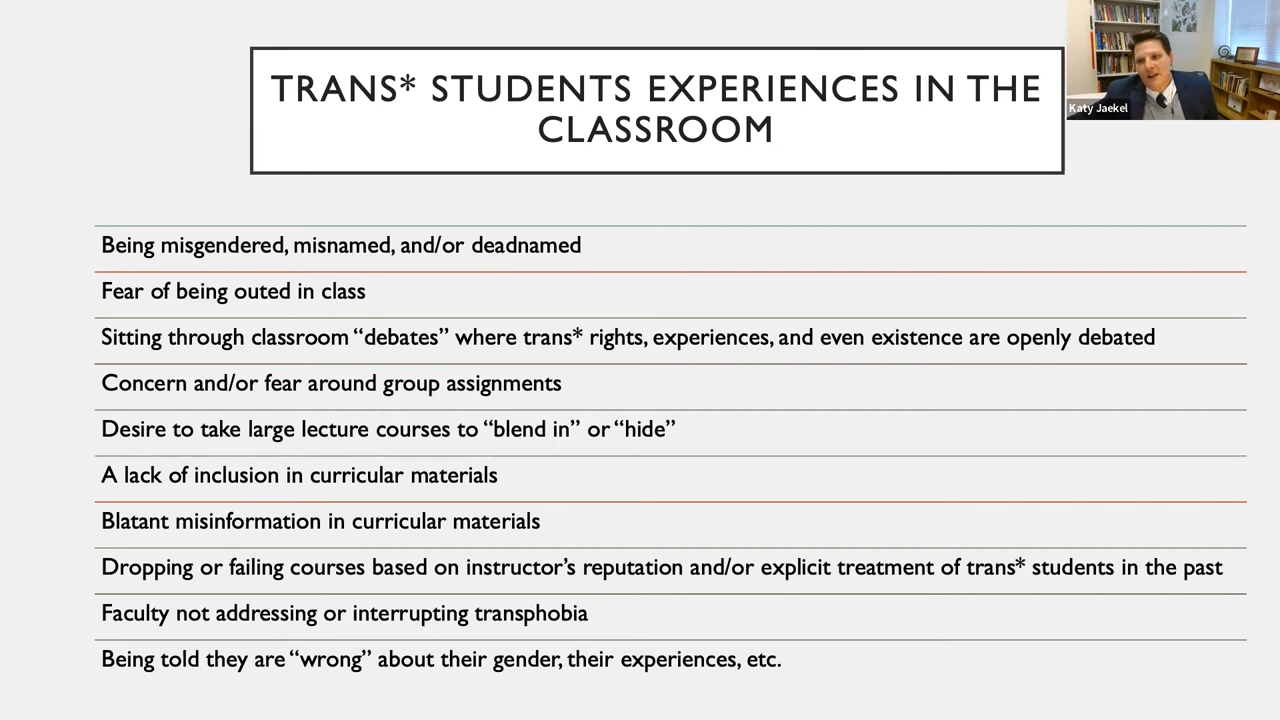 TRANS* STUDENTS EXPERIENCES IN THE
CLASSROOM
Katy Jaekel
Being misgendered, misnamed, and/or deadnamed
Fear of being outed in class
Sitting through classroom “debates” where trans* rights, experiences, and even existence are openly debated
Concern and/or fear around group assignments
Desire to take large lecture courses to “blend in” or “hide”
A lack of inclusion in curricular materials
Blatant misinformation in curricular materials
Dropping or failing courses based on instructor’s reputation and/or explicit treatment of trans* students in the past
Faculty not addressing or interrupting transphobia
Being told they are “wrong” about their gender, their experiences, etc.